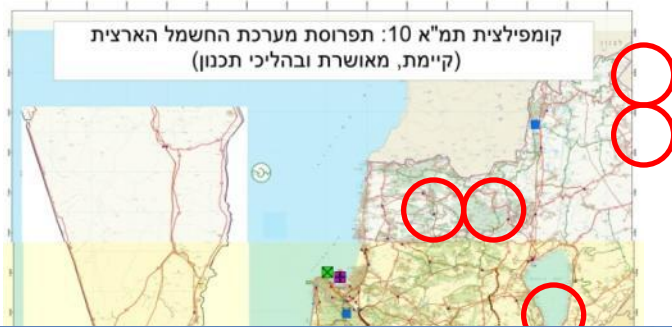 קומפילצית תמ"א 10: תפרוסת מערכת החשמל הארצית
(קיימת, מאושרת ובהליכי תכנון)